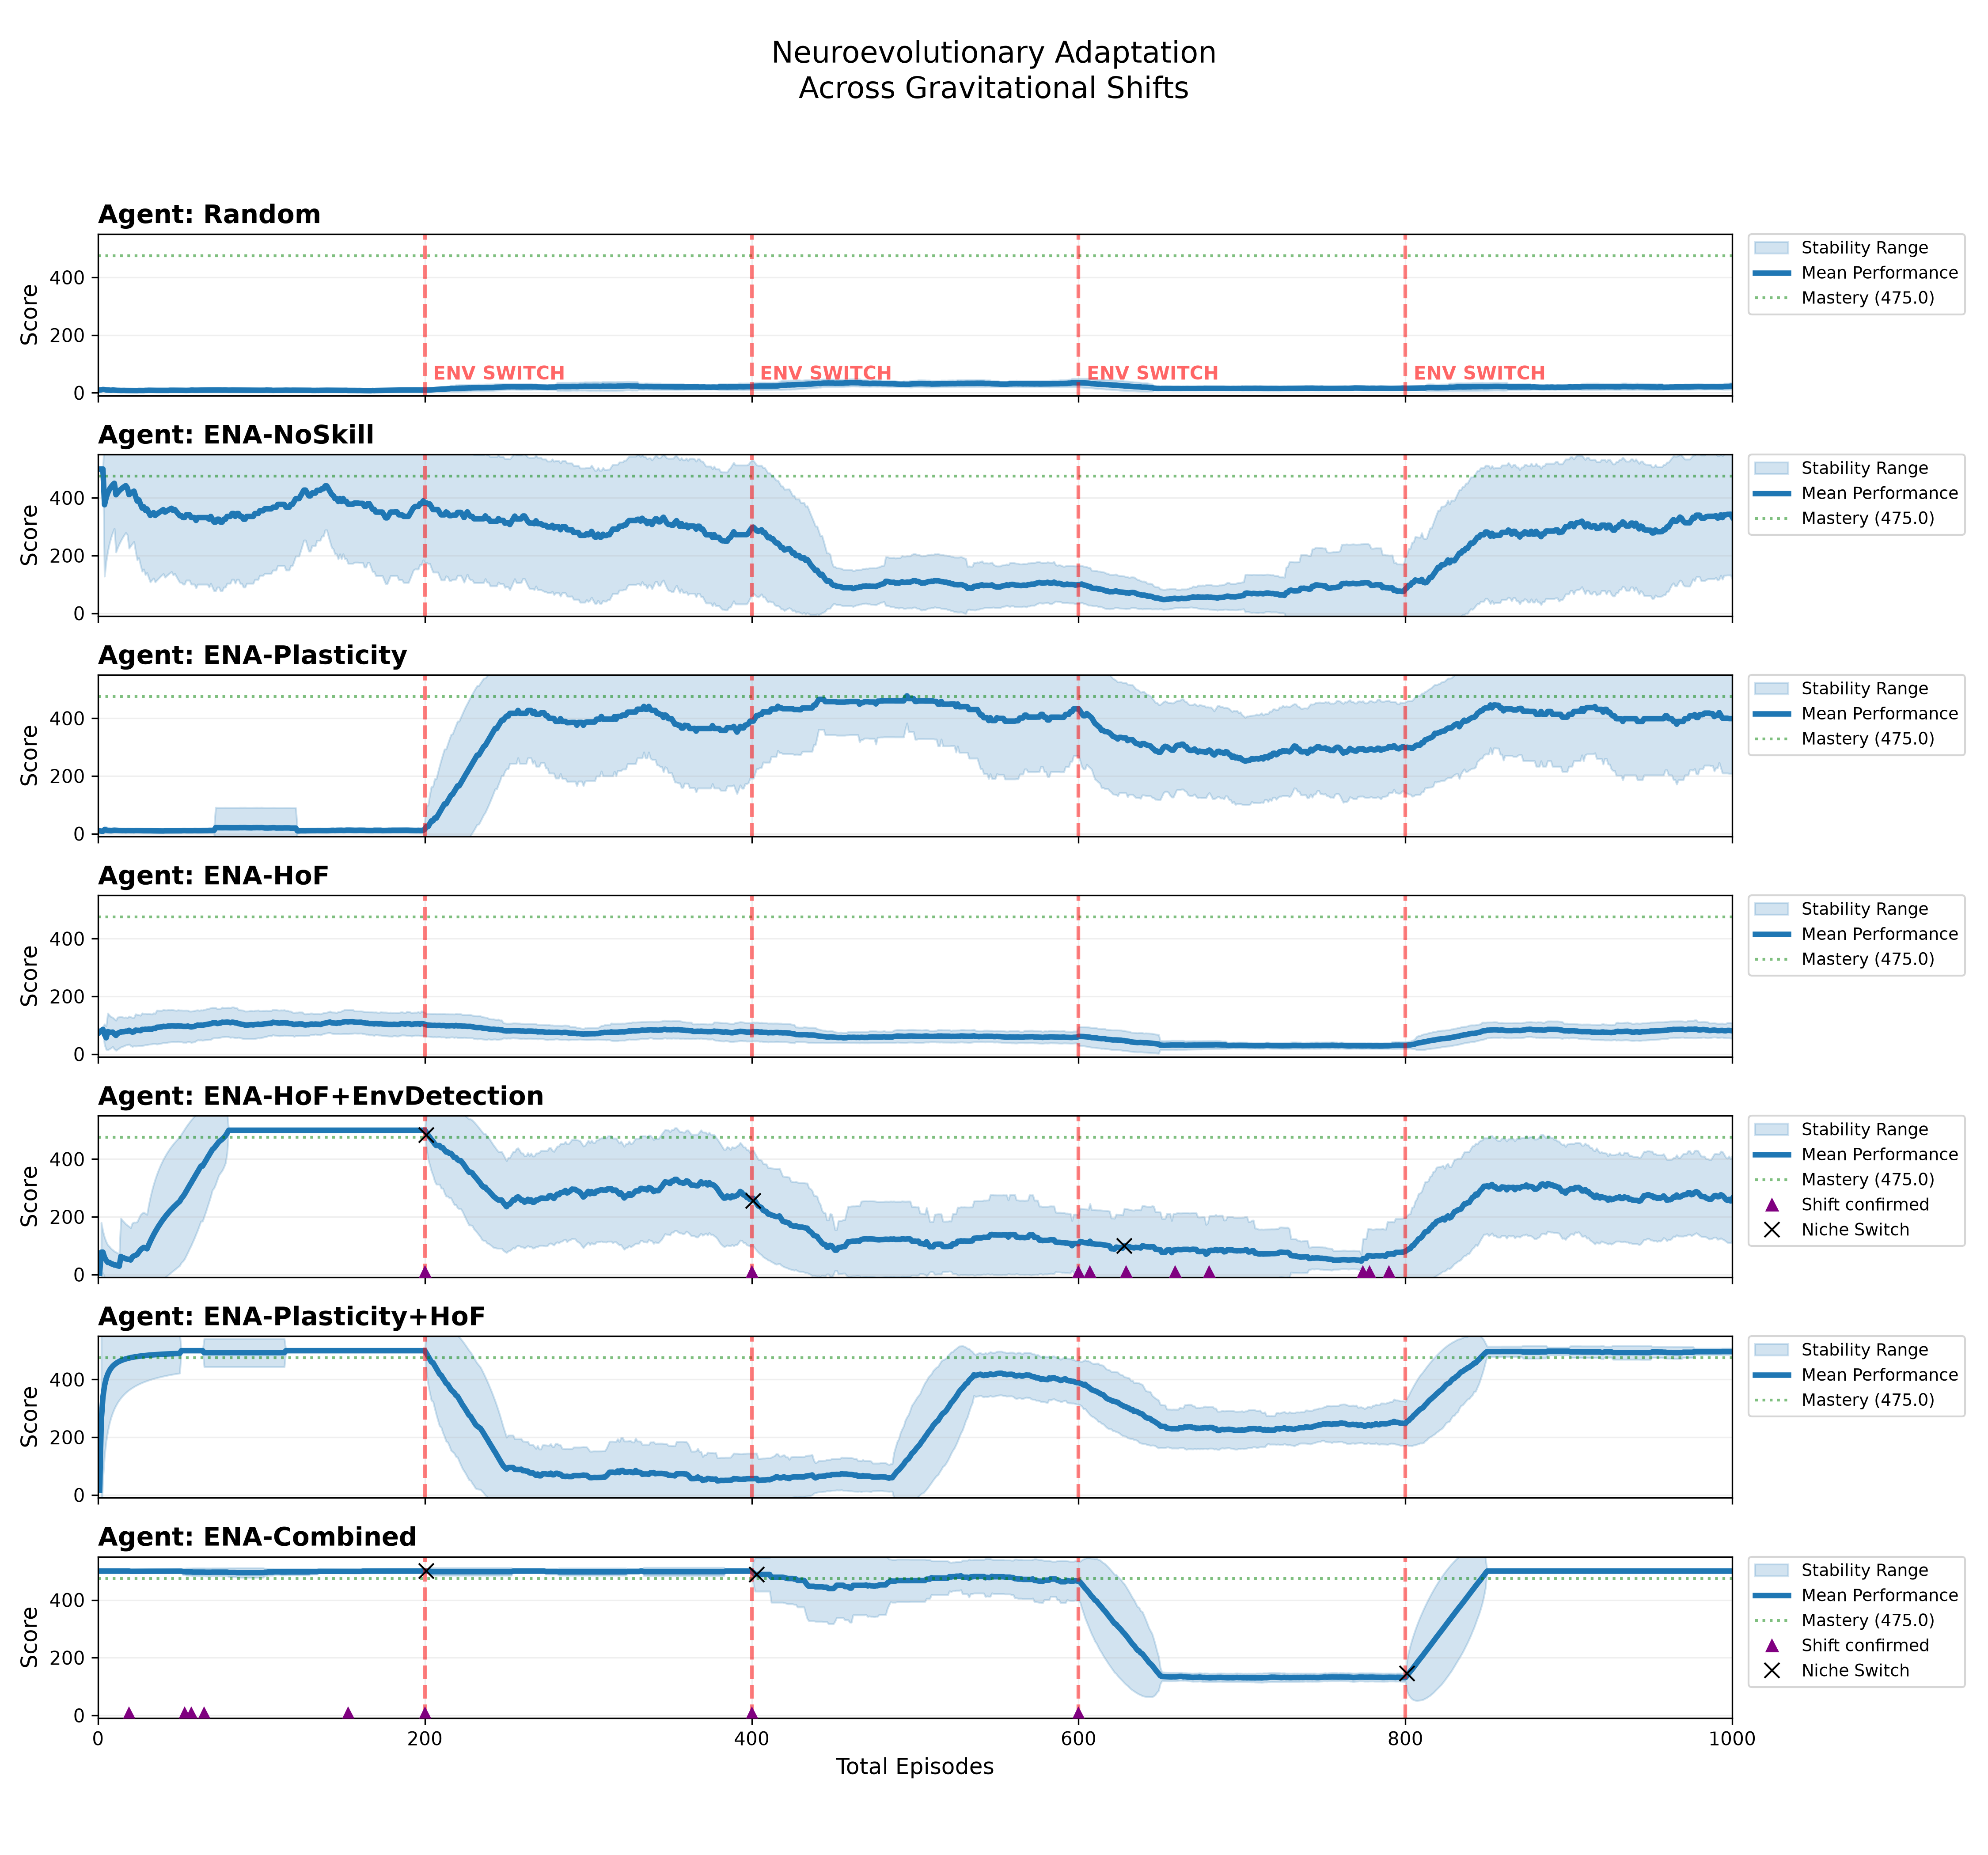 Neuroevolutionary Adaptation
Across Gravitational Shifts
Agent: Random
Score
400
200
0
ENV SWITCH
ENV SWITCH
ENV SWITCH
ENV SWITCH
Stability Range
Mean Performance
Mastery (475.0)
Agent: ENA-NoSkill
Score
400
200
0
Stability Range
Mean Performance
Mastery (475.0)
Agent: ENA-Plasticity
Score
400
200
0
Stability Range
Mean Performance
Mastery (475.0)
Agent: ENA-HoF
Score
400
200
0
Stability Range
Mean Performance
Mastery (475.0)
Agent: ENA-HoF+EnvDetection
Score
400
200
0
Stability Range
Mean Performance
Mastery (475.0)
Shift confirmed
Niche Switch
Agent: ENA-Plasticity+HoF
Score
400
200
0
Stability Range
Mean Performance
Mastery (475.0)
Agent: ENA-Combined
Score
400
200
0
Stability Range
Mean Performance
Mastery (475.0)
Shift confirmed
Niche Switch
0 200 400 600 800 1000
Total Episodes